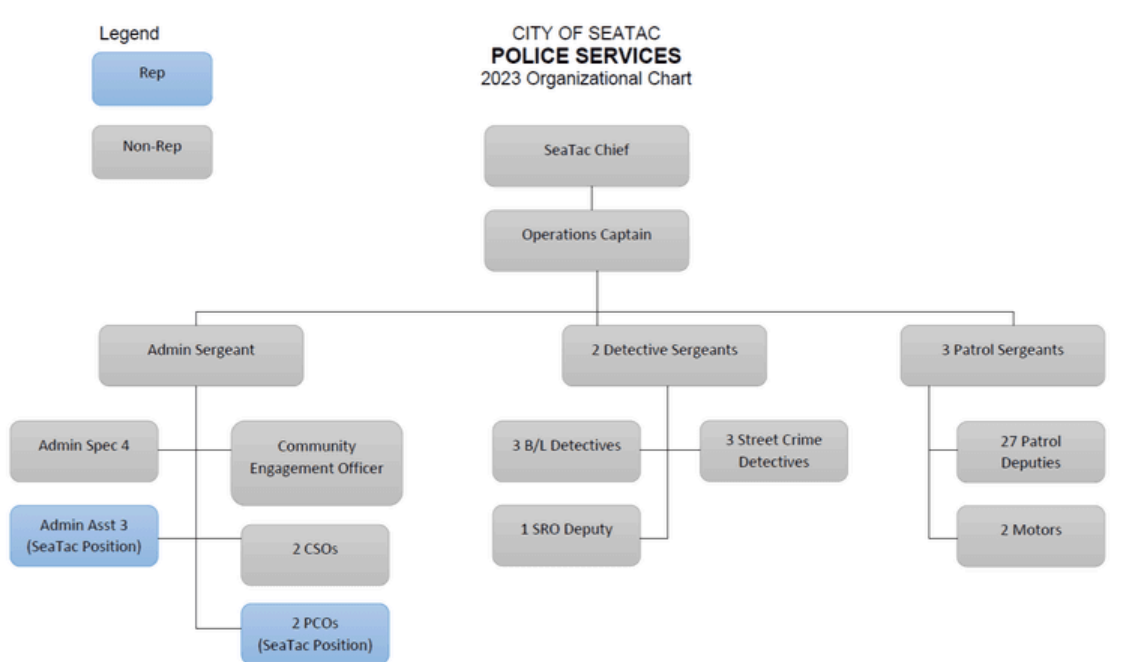 Legend
Rep
Non-Rep
CITY OF SEATAC
POLICE SERVICES
2023 Organizational Chart
SeaTac Chief
Operations Captain
Admin Sergeant
2 Detective Sergeants
3 Patrol Sergeants
Admin Spec 4
Community
Engagement Officer
3 B/L Detectives
3 Street Crime
Detectives
27 Patrol
Deputies
Admin Asst 3
(SeaTac Position)
2 CSOs
1 SRO Deputy
2 Motors
2 PCOs
(SeaTac Position)